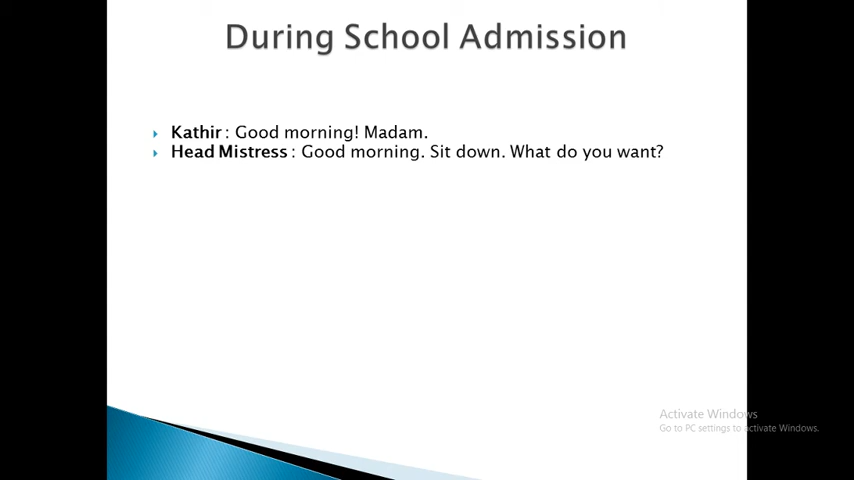 During School Admission
Kathir : Good morning! Madam.
Head Mistress : Good morning. Sit down. What do you want?
Activate Windows
Go to PC settings to activate Windows.